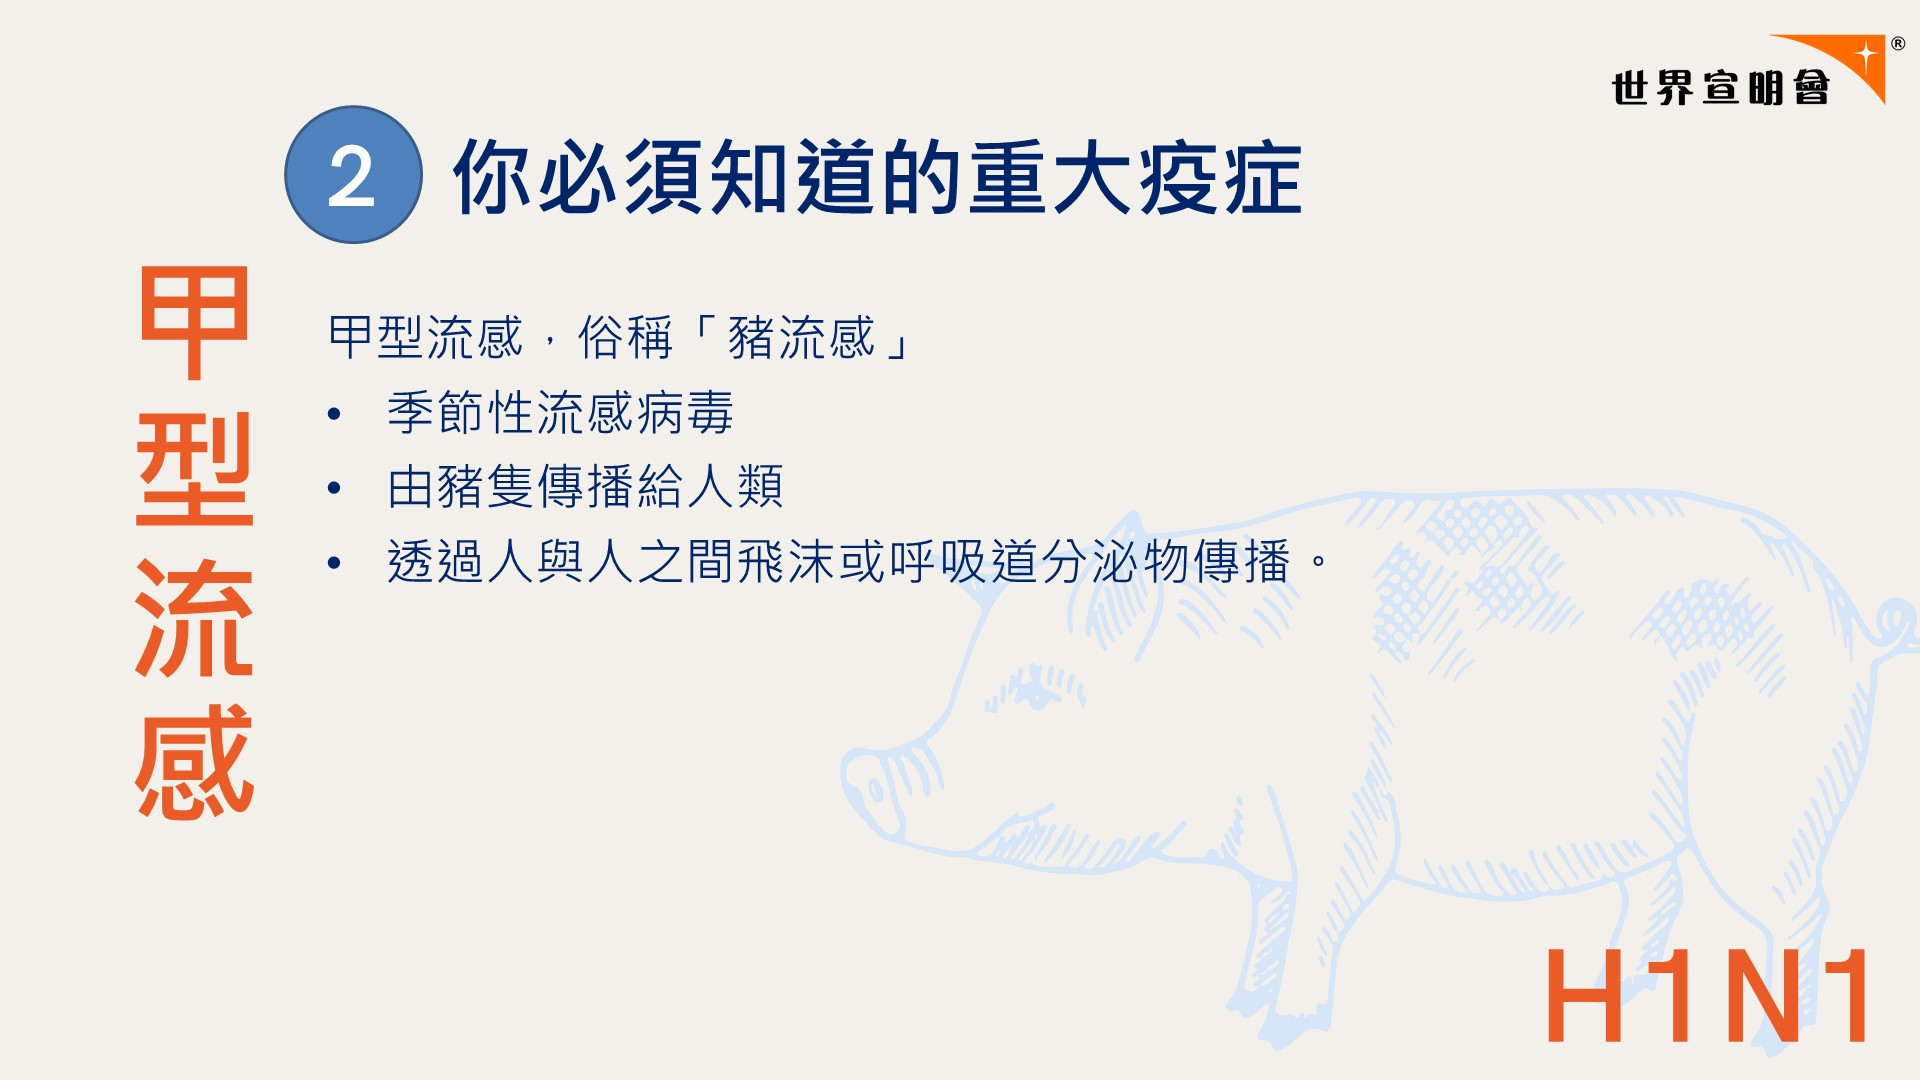 世界宣明會®
2 你必須知道的重大疫症
甲型流感
甲型流感，俗稱「豬流感」
• 季節性流感病毒
• 由豬隻傳播給人類
• 透過人與人之間飛沫或呼吸道分泌物傳播。
H1N1